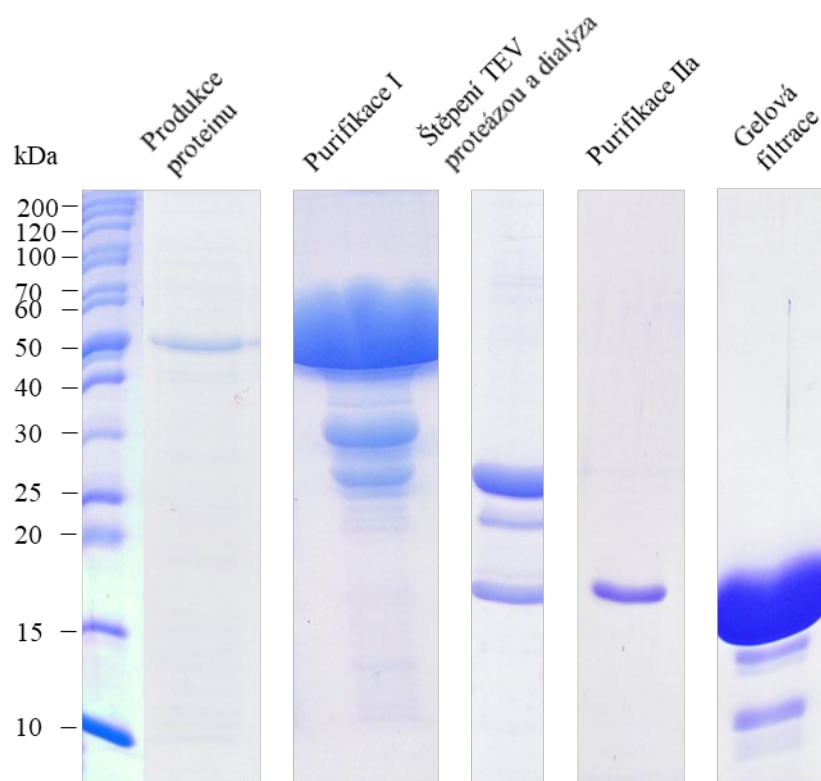 Produkce
proteinu
Purifikace I
Štěpení TEV
proteázou a dialýza
Purifikace IIa
Gelová
filtrace
kDa
200
120
100
70
60
50
40
30
25
20
15
10